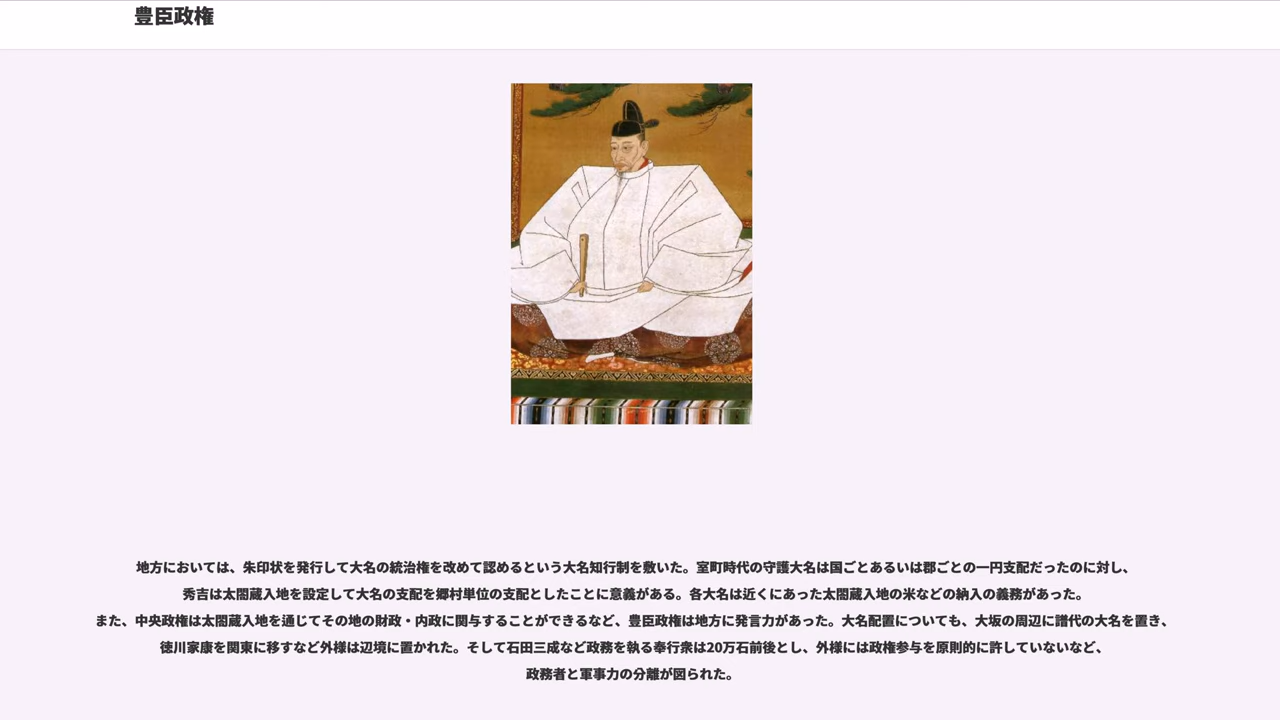 豊臣政権
地方においては、朱印状を発行して大名の統治権を改めて認めるという大名知行制を敷いた。室町時代の守護大名は国ごとあるいは郡ごとの一円支配だったのに対し、
秀吉は太閤蔵入地を設定して大名の支配を郷村単位の支配としたことに意義がある。各大名は近くにあった太閤蔵入地の米などの納入の義務があった。
また、中央政権は太閤蔵入地を通じてその地の財政・内政に関与することができるなど、豊臣政権は地方に発言力があった。大名配置についても、大坂の周辺に譜代の大名を置き、
徳川家康を関東に移すなど外様は辺境に置かれた。そして石田三成など政務を執る奉行衆は20万石前後とし、外様には政権参与を原則的に許していないなど、
政務者と軍事力の分離が図られた。